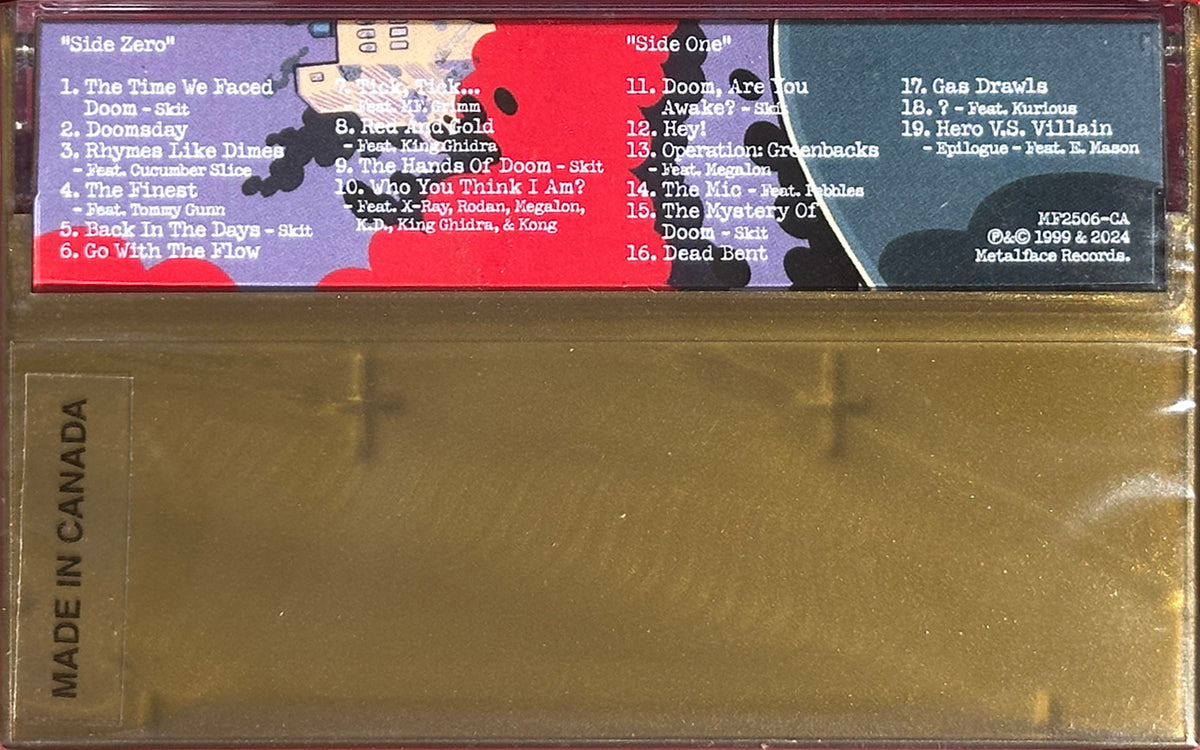 "Side Zero"
1. The Time We Faced
Doom - Skit
2. Doomsday
3. Rhymes Like Dimes
- Feat. Cucumber Slice
4. The Finest
- Feat. Tommy Gunn
5. Back In The Days - Skit
6. Go With The Flow
7. Tick, Tick...
- Feat. MF. Grimm
8. Red And Gold
- Feat. King Ghidra
9. The Hands Of Doom - Skit
10. Who You Think I Am?
- Feat. X-Ray, Rodan, Megalon,
K.D., King Ghidra, & Kong
"Side One"
11. Doom, Are You
Awake? - Skit
12. Hey!
13. Operation: Greenbacks
- Feat. Megalon
14. The Mic - Feat. Pebbles
15. The Mystery Of
Doom - Skit
16. Dead Bent
17. Gas Drawls
18. ? - Feat. Kurious
19. Hero V.S. Villain
- Epilogue - Feat. E. Mason
MF2506-CA
℗&© 1999 & 2024
Metalface Records.
MADE IN CANADA